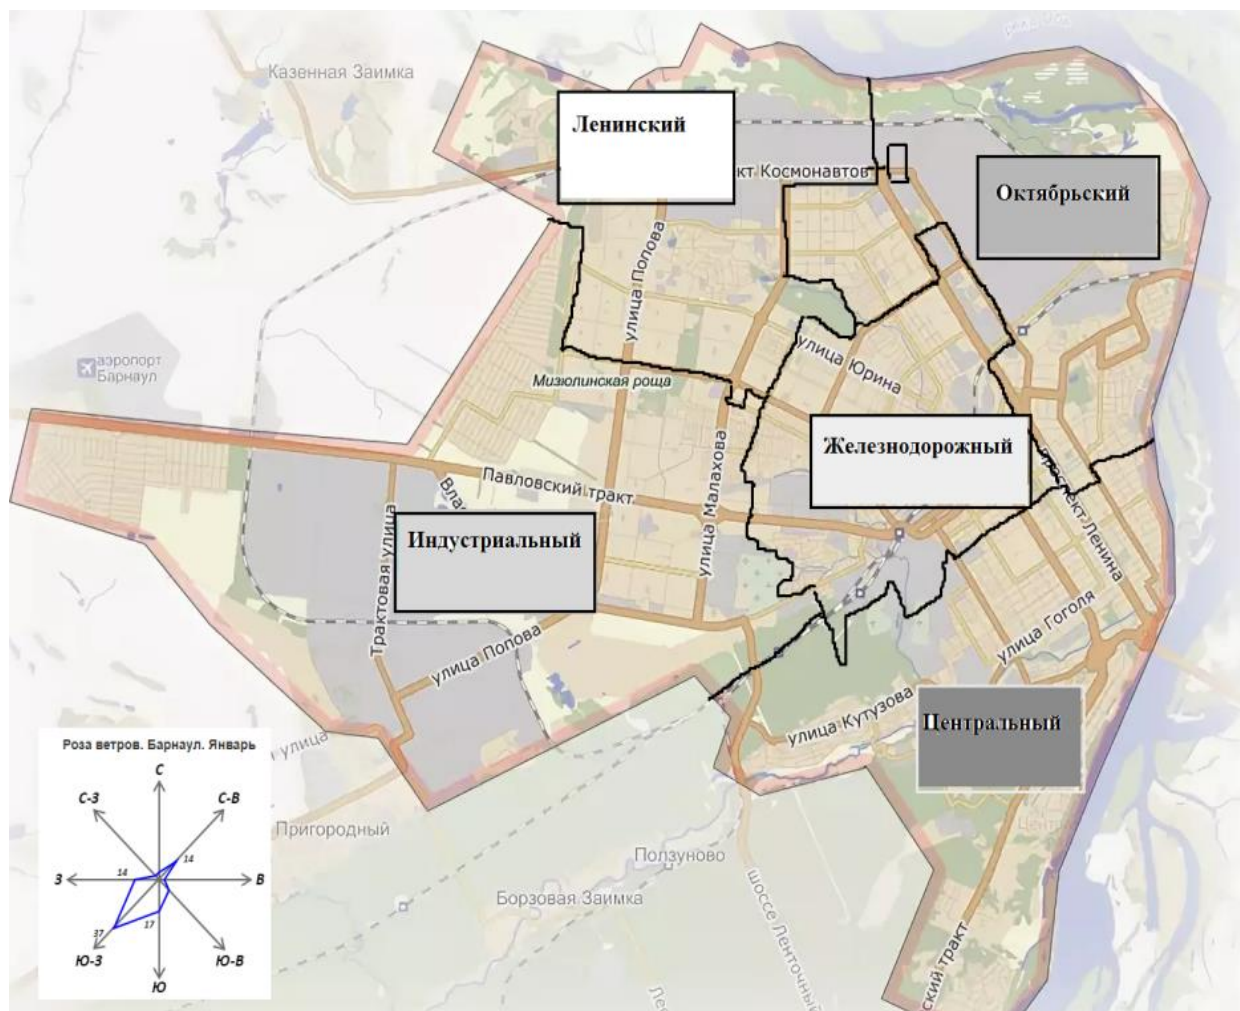 Казенная Заимка
Ленинский
кт Космонавтов
Октябрьский
улица Попова
аэропорт
Барнаул
Мизюлинская роща
улица Юрина
Железнодорожный
Павловский тракт
улица Малахова
проспект Ленина
Индустриальный
Трактовая улица
улица Попова
улица Гоголя
улица Кутузова
Центральный
улица
Роза ветров. Барнаул. Январь
С
С-З
С-В
14
14
З
В
37
17
Ю-З
Ю-В
Ю
Пригородный
Ползуново
Борзовая Заимка
шоссе Ленточный
ский тракт